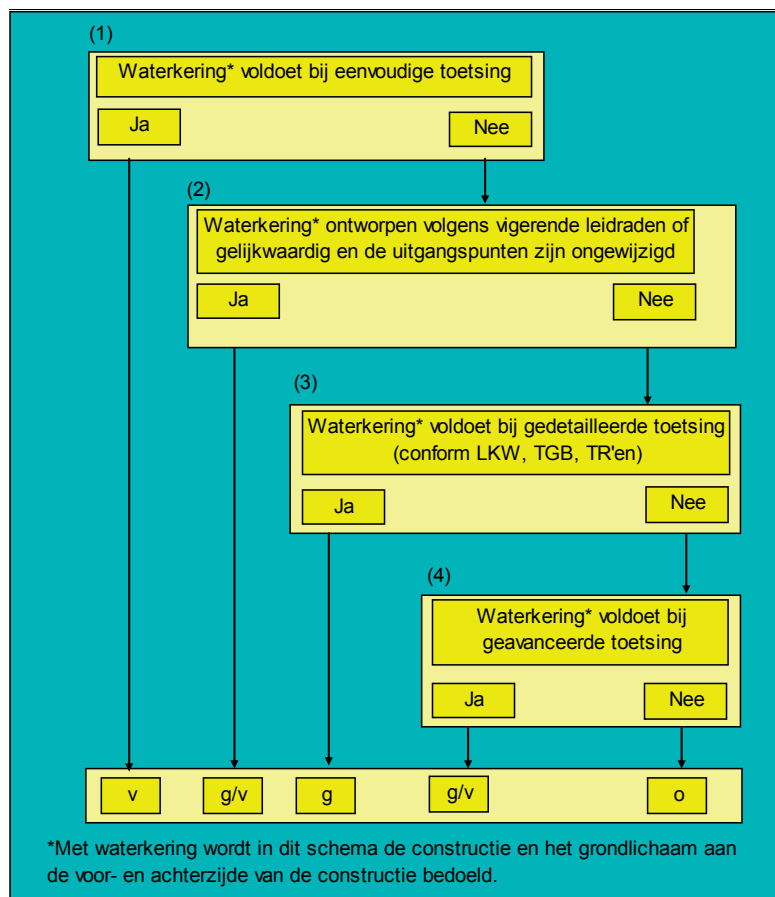 (1)
Waterkering* voldoet bij eenvoudige toetsing
Ja
Nee
(2)
Waterkering* ontworpen volgens vigerende leidraden of
gelijkwaardig en de uitgangspunten zijn ongewijzigd
Ja
Nee
(3)
Waterkering* voldoet bij gedetailleerde toetsing
(conform LKW, TGB, TR'en)
Ja
Nee
(4)
Waterkering* voldoet bij
geavanceerde toetsing
Ja
Nee
v
g/v
g
g/v
o
*Met waterkering wordt in dit schema de constructie en het grondlichaam aan
de voor- en achterzijde van de constructie bedoeld.